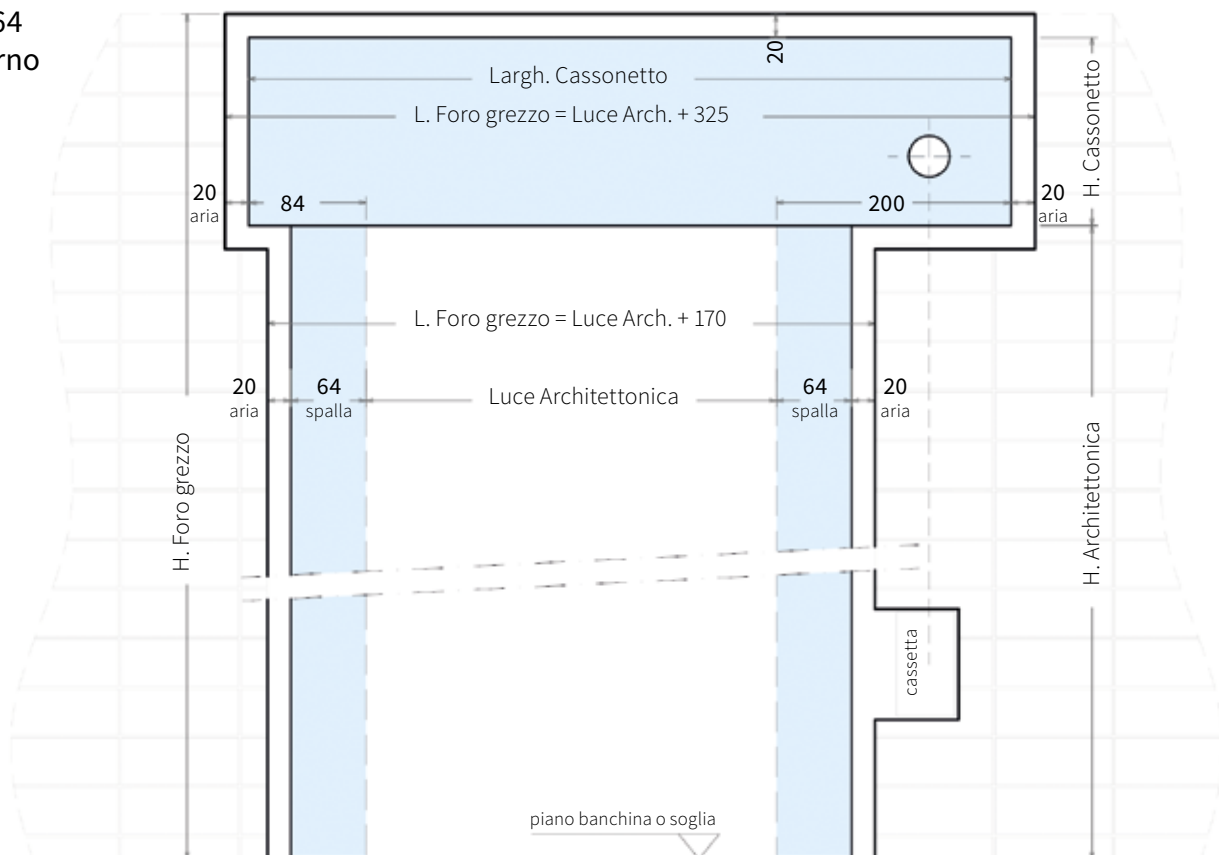 64
rno
20
Largh. Cassonetto
L. Foro grezzo = Luce Arch. + 325
H. Cassonetto
20
aria
84
200
20
aria
L. Foro grezzo = Luce Arch. + 170
20
aria
64
spalla
Luce Architettonica
64
spalla
20
aria
H. Foro grezzo
H. Architettonica
cassetta
piano banchina o soglia